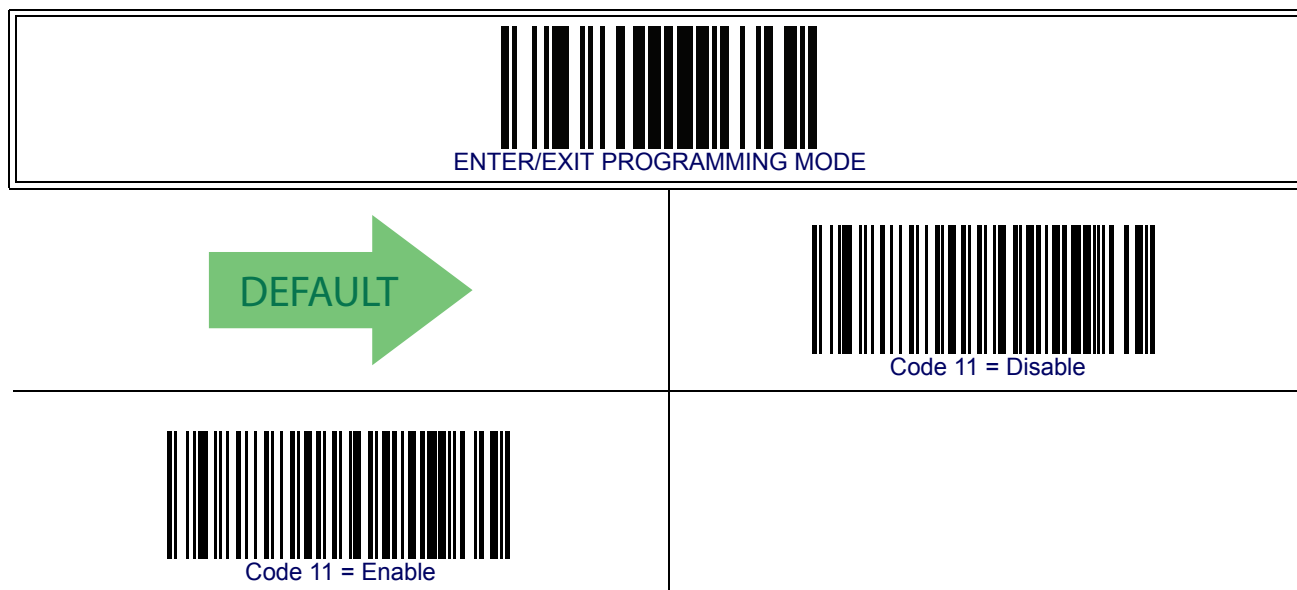 ENTER/EXIT PROGRAMMING MODE
DEFAULT
Code 11 = Disable
Code 11 = Enable